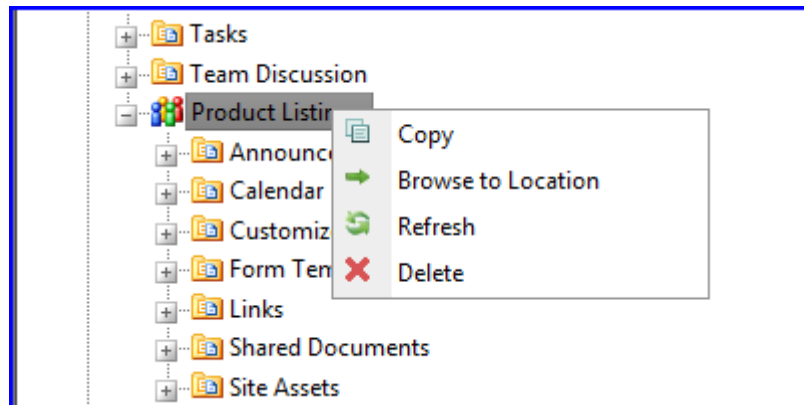 Tasks
Team Discussion
Product Listin
Copy
Announc
Browse to Location
Calendar
Customiz
Refresh
Form Tem
Delete
Links
Shared Documents
Site Assets